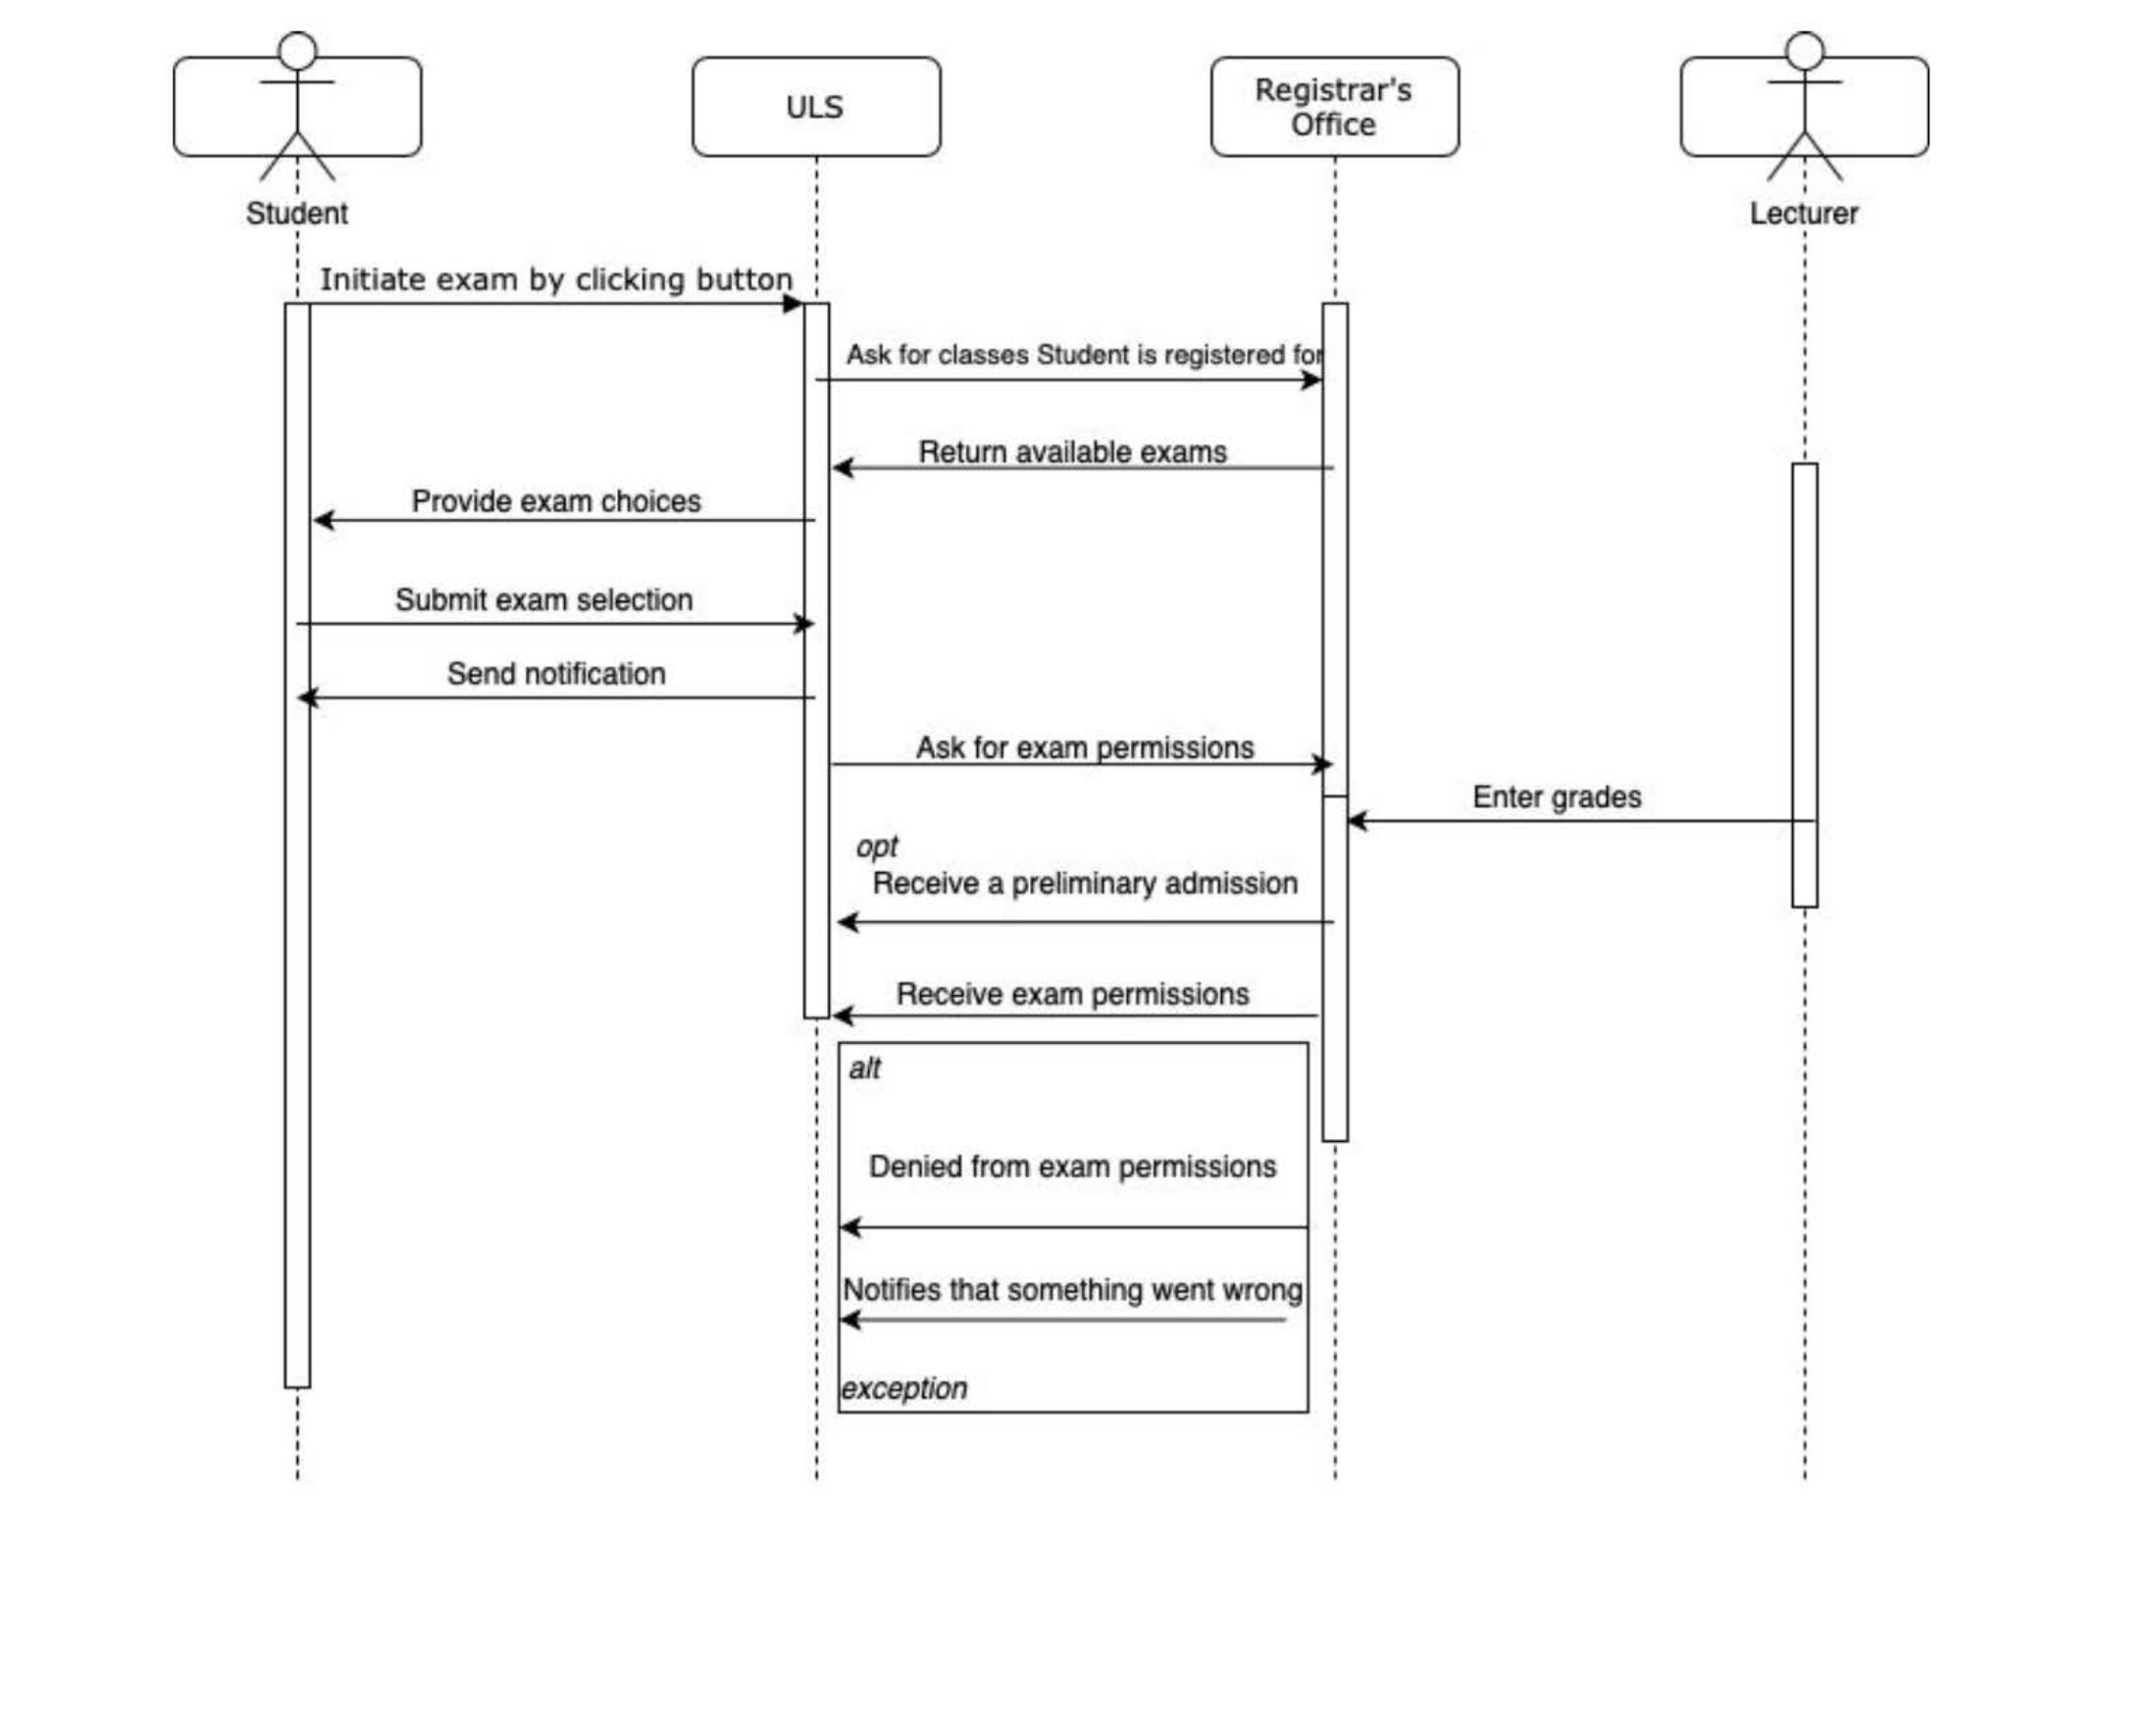 ULS
Registrar's
Office
Student
Lecturer
Initiate exam by clicking button
Ask for classes Student is registered for
Return available exams
Provide exam choices
Submit exam selection
Send notification
Ask for exam permissions
Enter grades
opt
Receive a preliminary admission
Receive exam permissions
alt
Denied from exam permissions
Notifies that something went wrong
exception